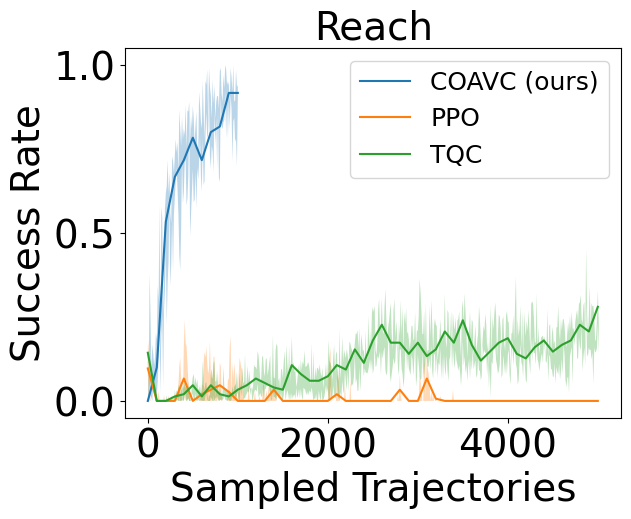 Reach
1.0
0.5
0.0
Success Rate
COAVC (ours)
PPO
TQC
0 2000 4000
Sampled Trajectories